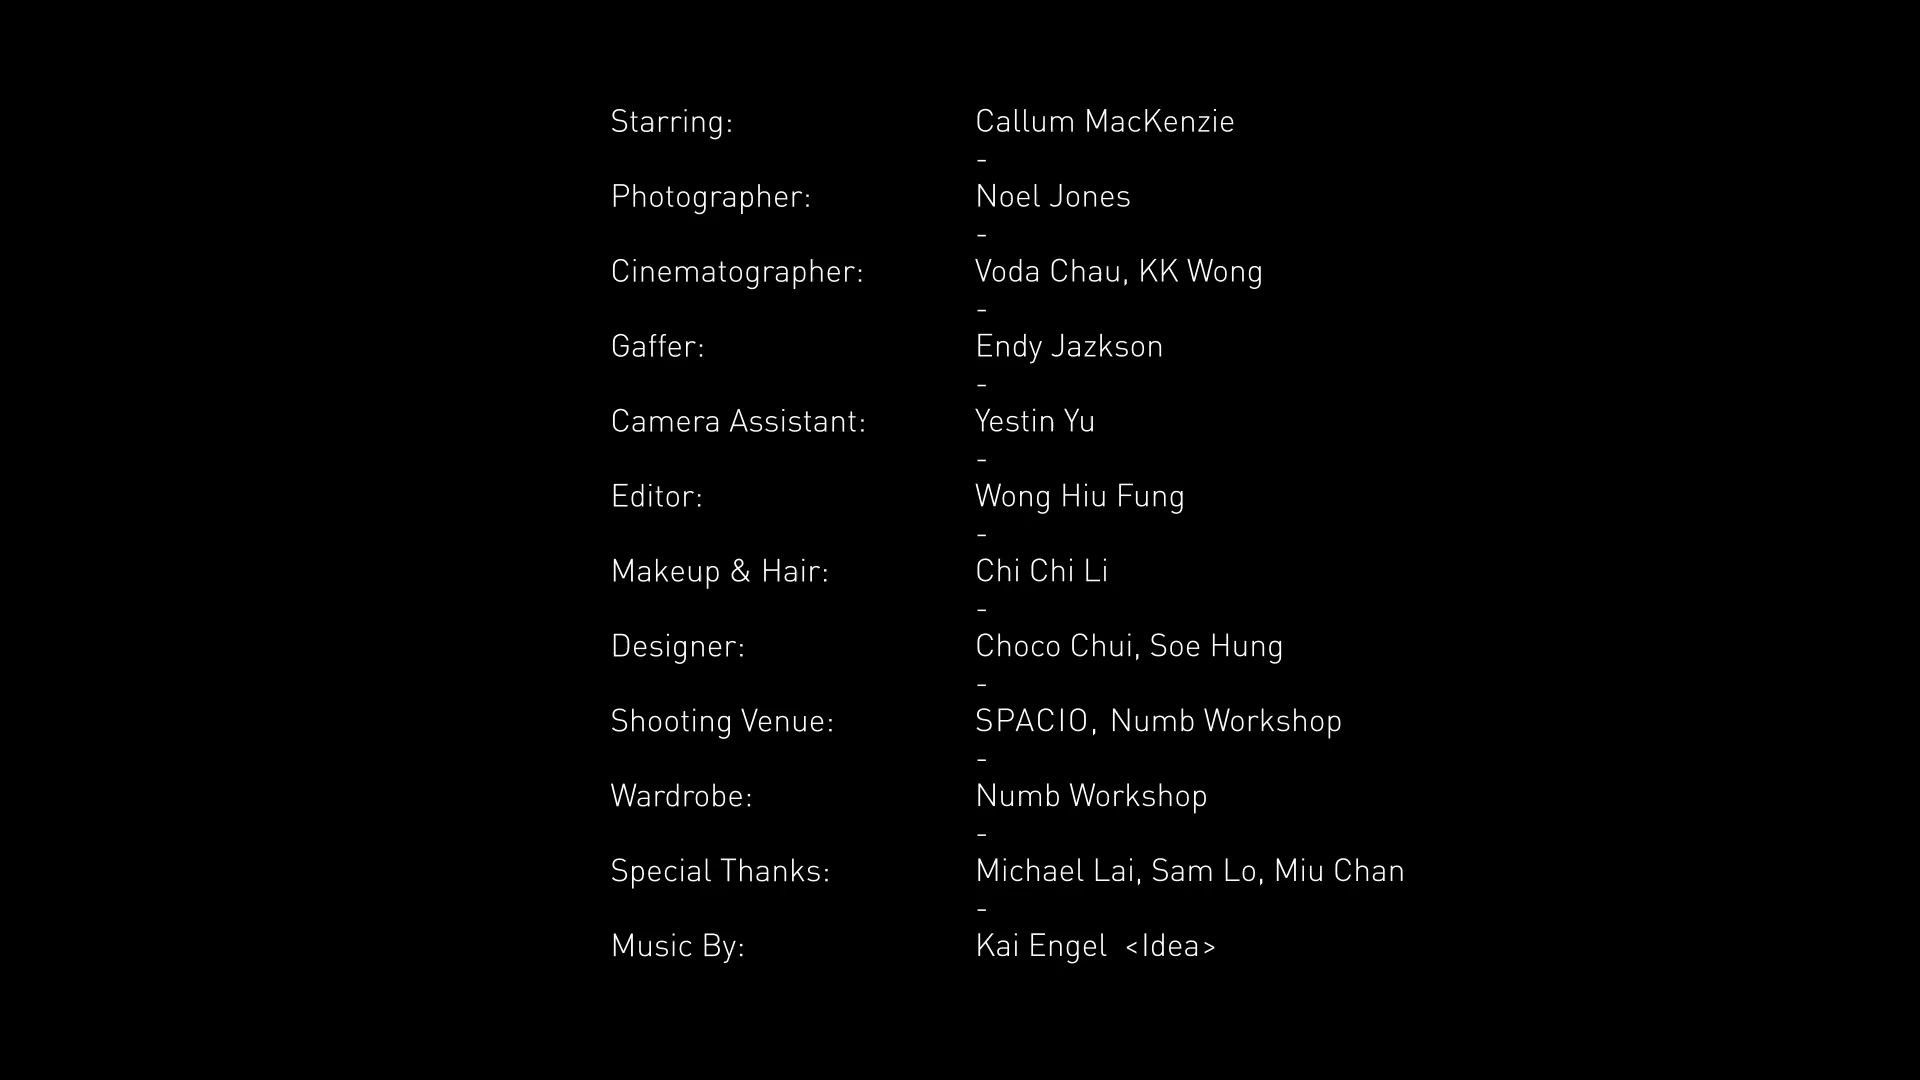 Starring: Callum MacKenzie
-
Photographer: Noel Jones
-
Cinematographer: Voda Chau, KK Wong
-
Gaffer: Endy Jazkson
-
Camera Assistant: Yestin Yu
-
Editor: Wong Hiu Fung
-
Makeup & Hair: Chi Chi Li
-
Designer: Choco Chui, Soe Hung
-
Shooting Venue: SPACIO, Numb Workshop
-
Wardrobe: Numb Workshop
-
Special Thanks: Michael Lai, Sam Lo, Miu Chan
-
Music By: Kai Engel <Idea>